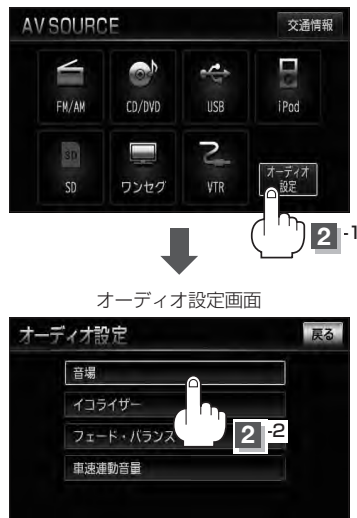 AV SOURCE
交通情報
FM/AM
CD/DVD
USB
iPod
SD
SD
ワンセグ
VTR
オーディオ
設定
2-1
オーディオ設定画面
オーディオ設定
戻る
音場
イコライザー
フェード・バランス
2-2
車速連動音量